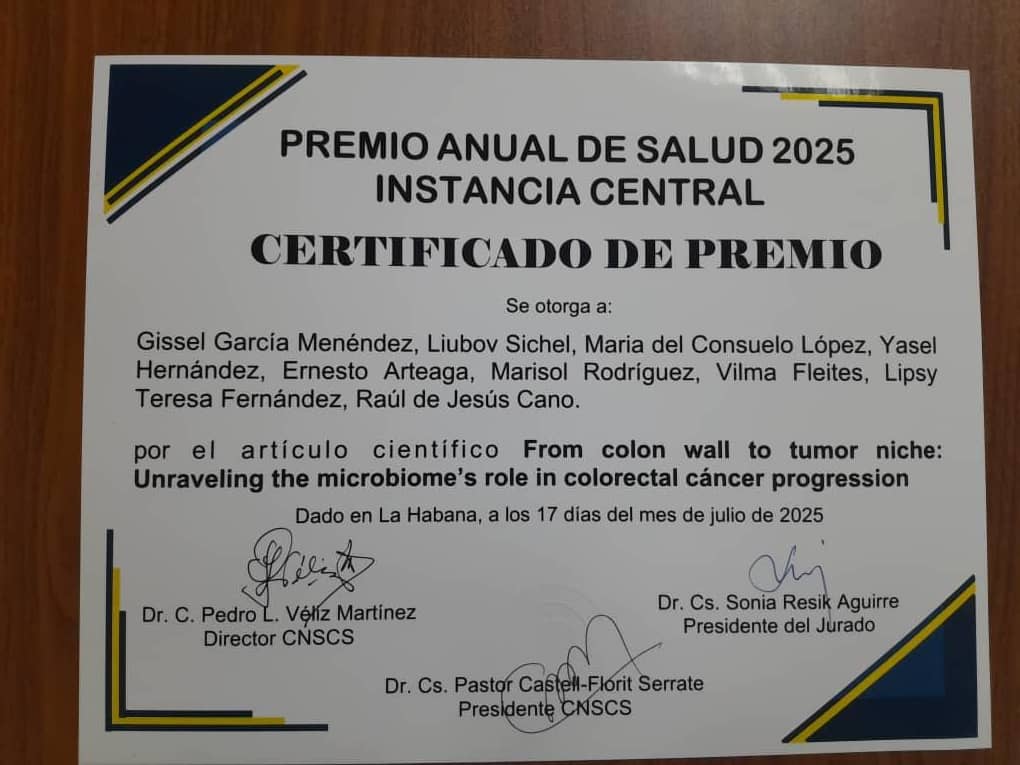 PREMIO ANUAL DE SALUD 2025
INSTANCIA CENTRAL
CERTIFICADO DE PREMIO
Se otorga a:
Gissel García Menéndez, Liubov Sichel, Maria del Consuelo López, Yasel
Hernández, Ernesto Arteaga, Marisol Rodríguez, Vilma Fleites, Lipsy
Teresa Fernández, Raúl de Jesús Cano.
por el artículo científico From colon wall to tumor niche:
Unraveling the microbiome's role in colorectal cáncer progression
Dado en La Habana, a los 17 días del mes de julio de 2025
Dr. C. Pedro L. Véliz Martínez
Director CNSCS
Dr. Cs. Sonia Resik Aguirre
Presidente del Jurado
Dr. Cs. Pastor Castell-Florit Serrate
Presidente CNSCS